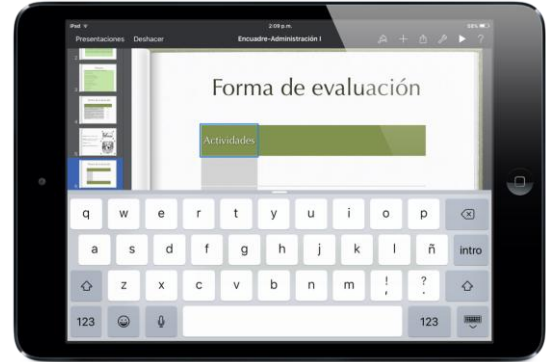 iPad
2:09 p.m.
Presentaciones Deshacer Encuadre-Administración I
Forma de evaluación
Actividades
q w e r t y u i o p
a s d f g h j k l ñ intro
z x c v b n m ! , ? .
123 123